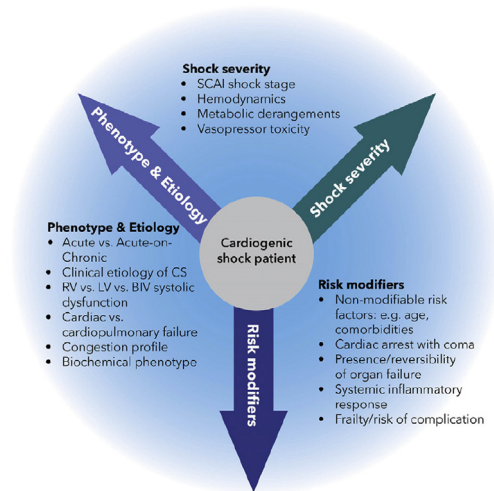 Shock severity
• SCAI shock stage
• Hemodynamics
• Metabolic derangements
• Vasopressor toxicity
Phenotype & Etiology
Shock severity
Cardiogenic
shock patient
Phenotype & Etiology
• Acute vs. Acute-on-
Chronic
• Clinical etiology of CS
• RV vs. LV vs. BIV systolic
dysfunction
• Cardiac vs.
cardiopulmonary failure
• Congestion profile
• Biochemical phenotype
Risk modifiers
Risk modifiers
• Non-modifiable risk
factors: e.g. age,
comorbidities
• Cardiac arrest with coma
• Presence/reversibility
of organ failure
• Systemic inflammatory
response
• Frailty/risk of complication